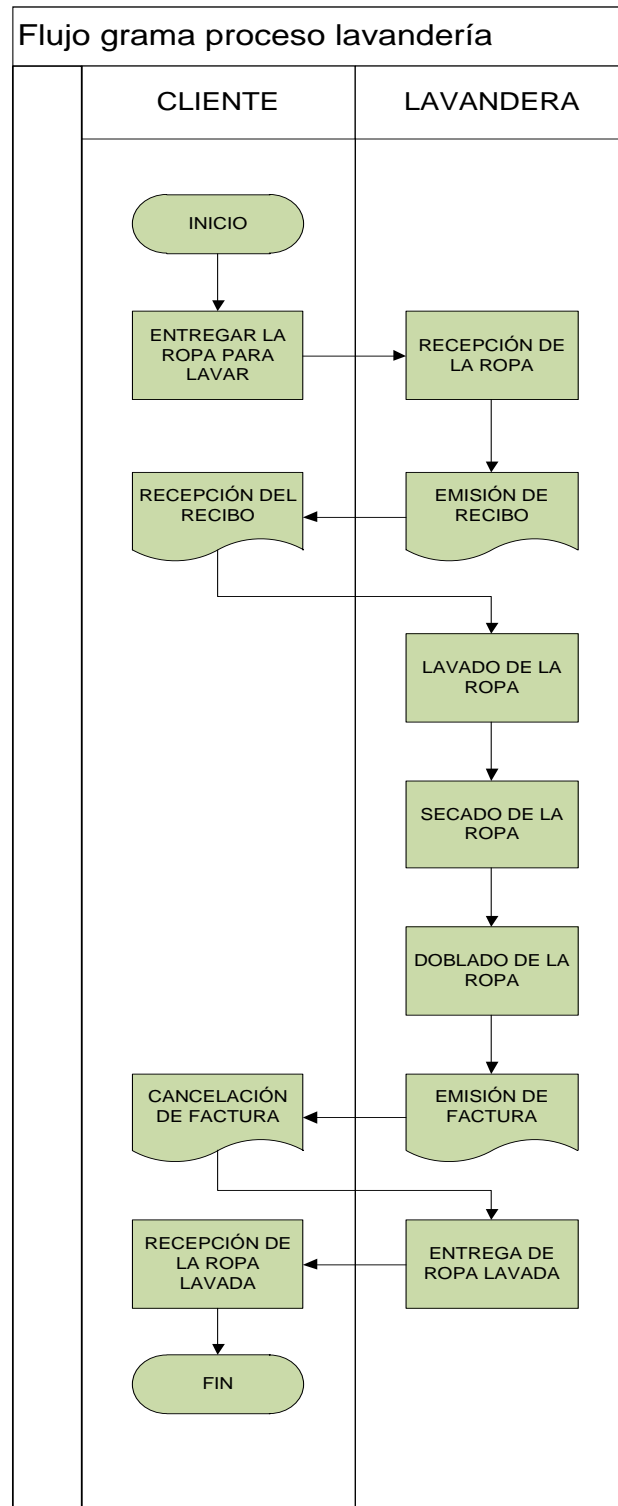 Flujo grama proceso lavandería
CLIENTE
LAVANDERA
INICIO
ENTREGAR LA
ROPA PARA
LAVAR
RECEPCIÓN DE
LA ROPA
RECEPCIÓN DEL
RECIBO
EMISIÓN DE
RECIBO
LAVADO DE LA
ROPA
SECADO DE LA
ROPA
DOBLADO DE LA
ROPA
CANCELACIÓN
DE FACTURA
EMISIÓN DE
FACTURA
RECEPCIÓN DE
LA ROPA
LAVADA
ENTREGA DE
ROPA LAVADA
FIN